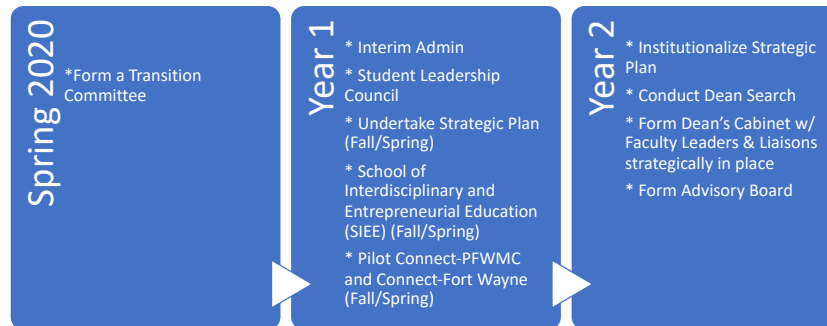 Spring 2020
*Form a Transition
Committee
Year 1
* Interim Admin
* Student Leadership
Council
* Undertake Strategic Plan
(Fall/Spring)
* School of
Interdisciplinary and
Entrepreneurial Education
(SIEE) (Fall/Spring)
* Pilot Connect-PFWMC
and Connect-Fort Wayne
(Fall/Spring)
Year 2
* Institutionalize Strategic
Plan
* Conduct Dean Search
* Form Dean’s Cabinet w/
Faculty Leaders & Liaisons
strategically in place
* Form Advisory Board